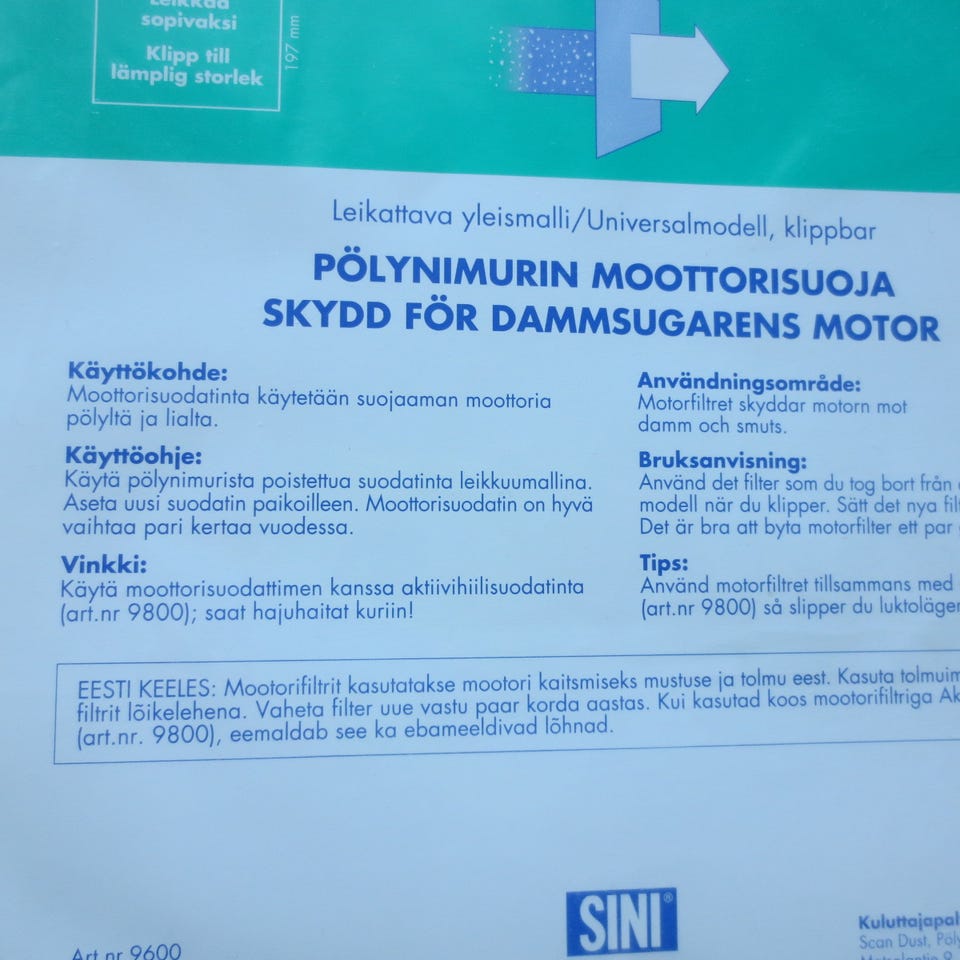 Leikkaa
sopivaksi
Klipp till
lämplig storlek
197 mm
Leikattava yleismalli/Universalmodell, klippbar
PÖLYNIMURIN MOOTTORISUOJA
SKYDD FÖR DAMMSUGARENS MOTOR
Käyttökohde:
Moottorisuodatinta käytetään suojaaman moottoria
pölyltä ja lialta.
Käyttöohje:
Käytä pölynimurista poistettua suodatinta leikkuumallina.
Aseta uusi suodatin paikoilleen. Moottorisuodatin on hyvä
vaihtaa pari kertaa vuodessa.
Vinkki:
Käytä moottorisuodattimen kanssa aktiivihiilisuodatinta
(art.nr 9800); saat hajuhaitat kuriin!
Användningsområde:
Motorfiltret skyddar motorn mot
damm och smuts.
Bruksanvisning:
Använd det filter som du tog bort från
modell när du klipper. Sätt det nya fil
Det är bra att byta motorfilter ett par
Tips:
Använd motorfiltret tillsammans med
(art.nr 9800) så slipper du luktoläger
EESTI KEELES: Mootorifiltrit kasutatakse mootori kaitsmiseks mustuse ja tolmu eest. Kasuta tolmuim
filtrit lõikelehena. Vaheta filter uue vastu paar korda aastas. Kui kasutad koos mootorifiltriga Ak
(art.nr. 9800), eemaldab see ka ebameeldivad lõhnad.
SINI®
Art nr 9600
Kuluttajapal
Scan Dust, Pöly